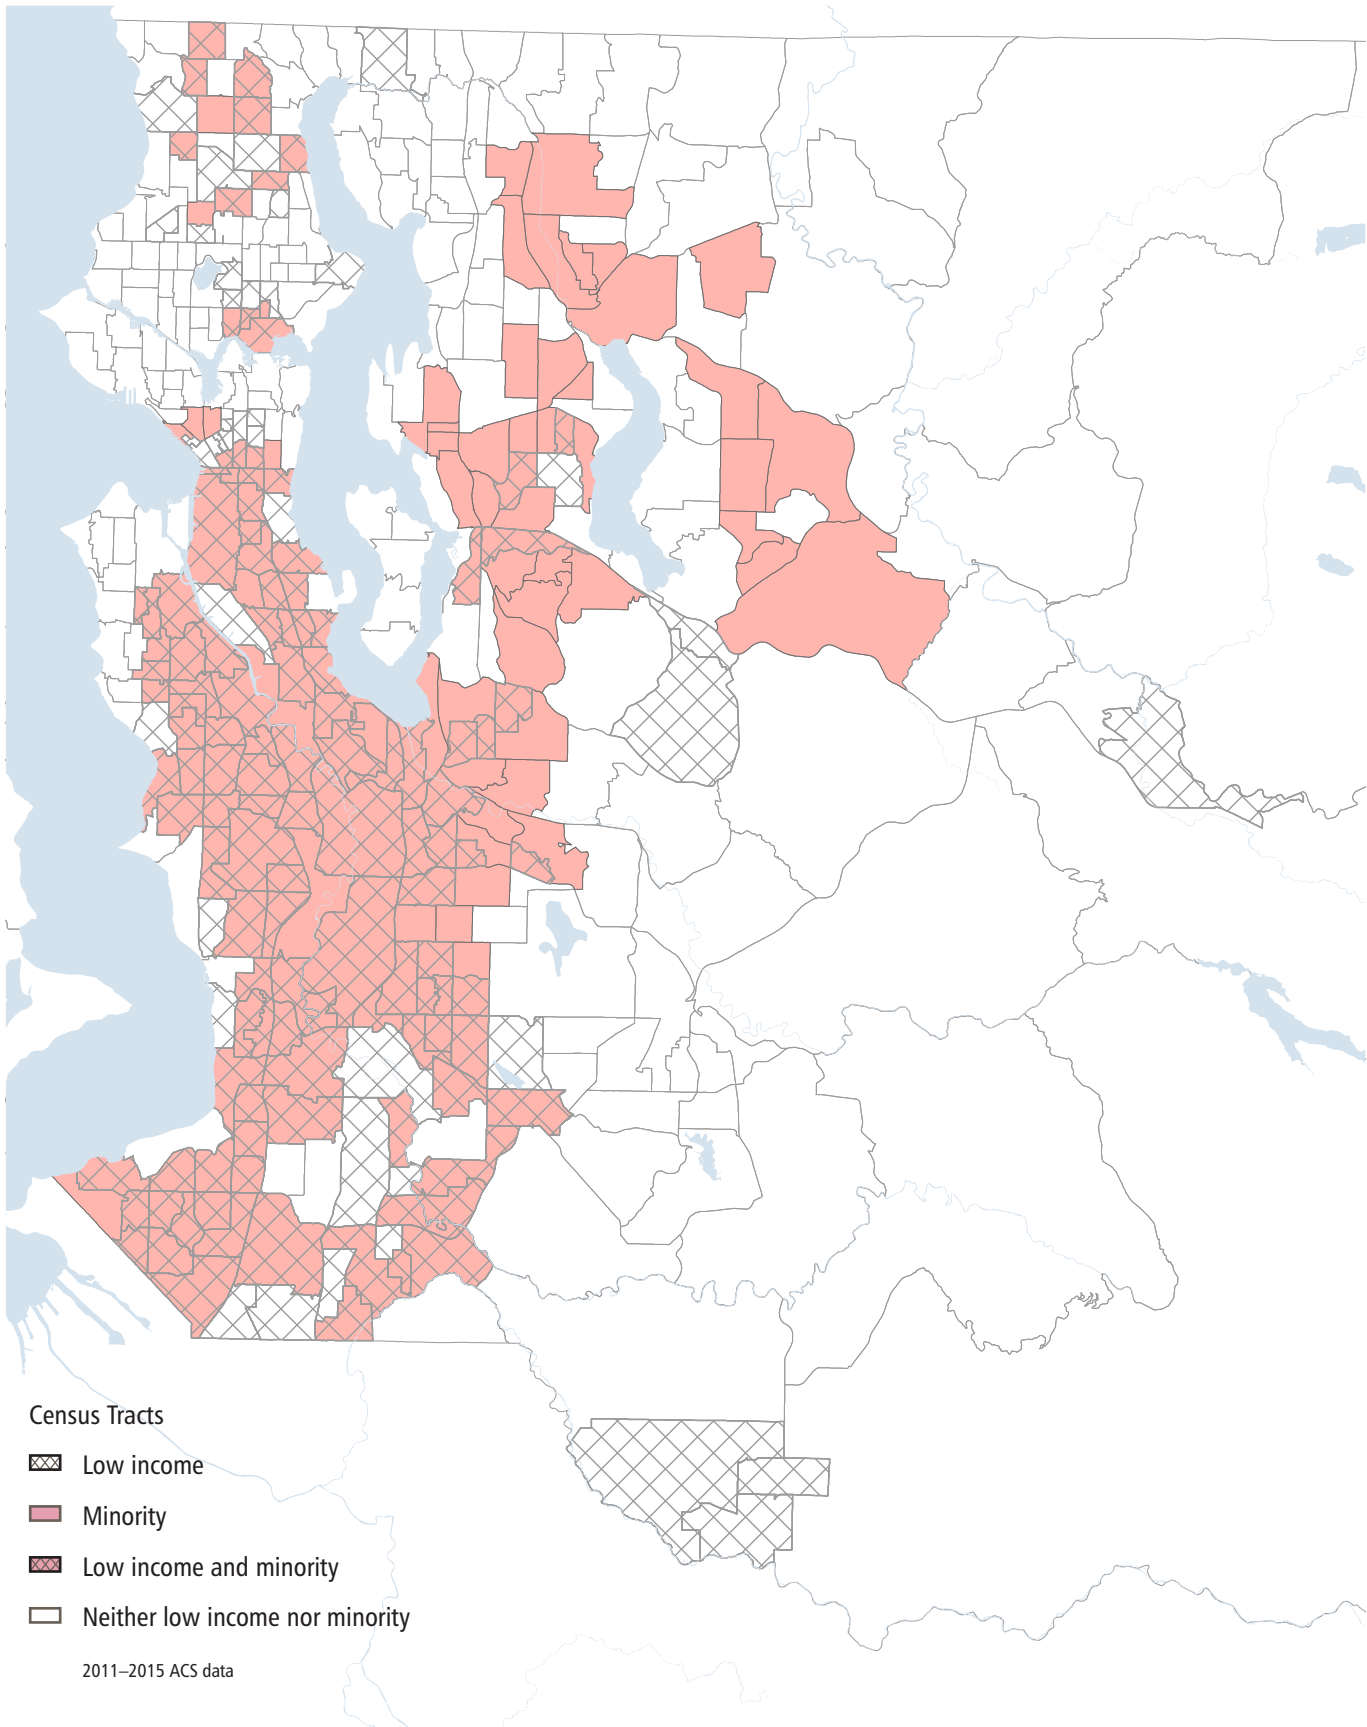 Census Tracts
Low income
Minority
Low income and minority
Neither low income nor minority
2011–2015 ACS data